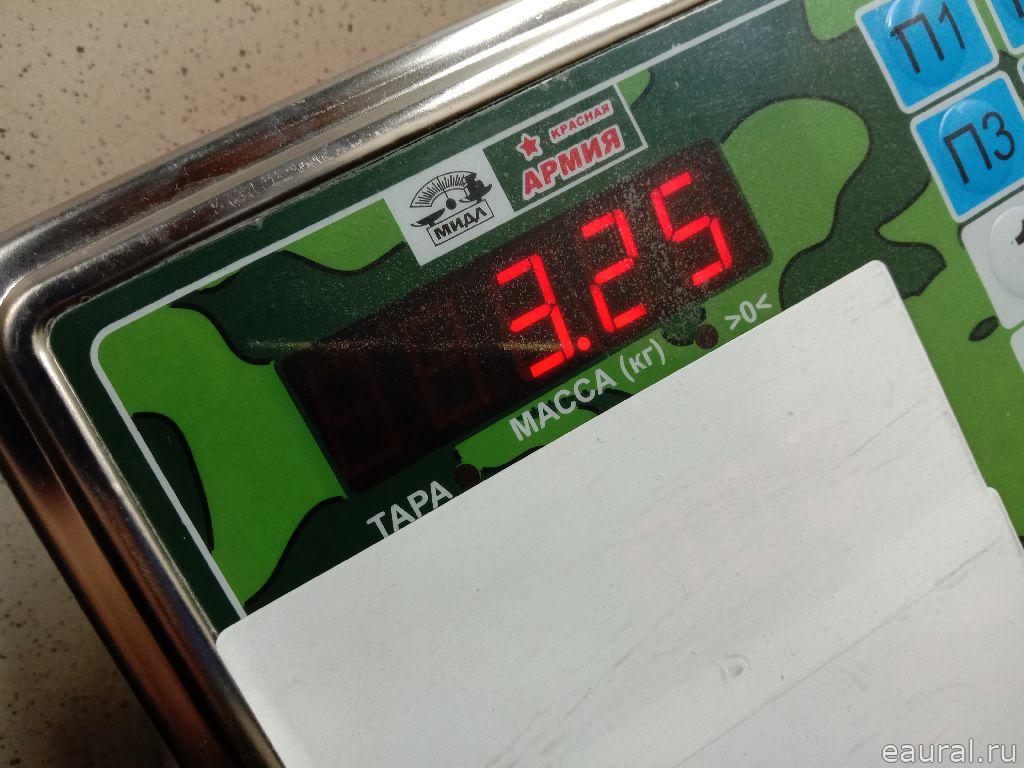 П1
П3
КРАСНАЯ
АРМИЯ
МИДЛ
3.25
>0<
МАССА (кг)
ТАРА
eaural.ru